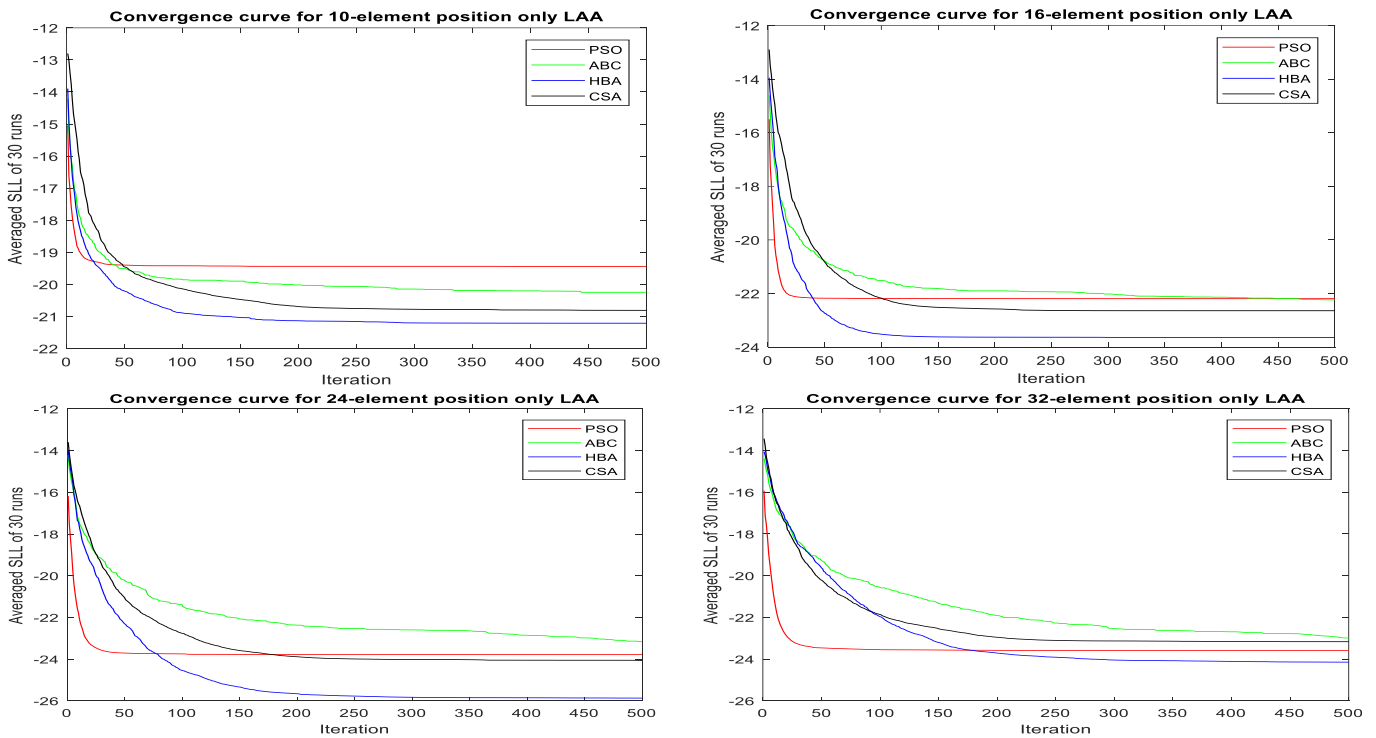 Convergence curve for 10-element position only LAA
-12
-13
-14
-15
-16
-17
-18
-19
-20
-21
-22
Averaged SLL of 30 runs
PSO
ABC
HBA
CSA
0 50 100 150 200 250 300 350 400 450 500
Iteration
Convergence curve for 16-element position only LAA
-12
-14
-16
-18
-20
-22
-24
Averaged SLL of 30 runs
PSO
ABC
HBA
CSA
0 50 100 150 200 250 300 350 400 450 500
Iteration
Convergence curve for 24-element position only LAA
-12
-14
-16
-18
-20
-22
-24
-26
Averaged SLL of 30 runs
PSO
ABC
HBA
CSA
0 50 100 150 200 250 300 350 400 450 500
Iteration
Convergence curve for 32-element position only LAA
-12
-14
-16
-18
-20
-22
-24
-26
Averaged SLL of 30 runs
PSO
ABC
HBA
CSA
0 50 100 150 200 250 300 350 400 450 500
Iteration